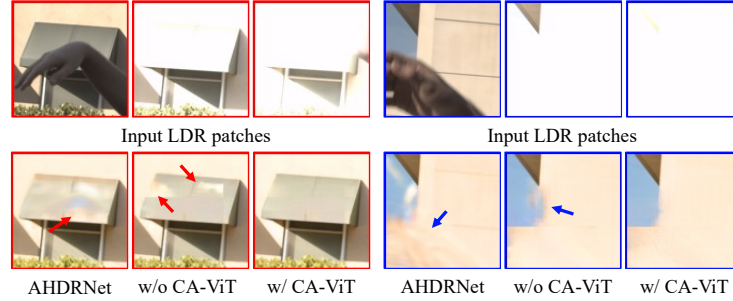 Input LDR patches Input LDR patches
AHDRNet w/o CA-ViT w/ CA-ViT AHDRNet w/o CA-ViT w/ CA-ViT